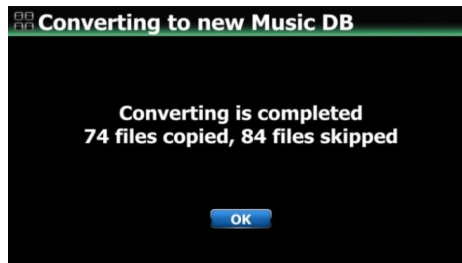 Converting to new Music DB
Converting is completed
74 files copied, 84 files skipped
OK